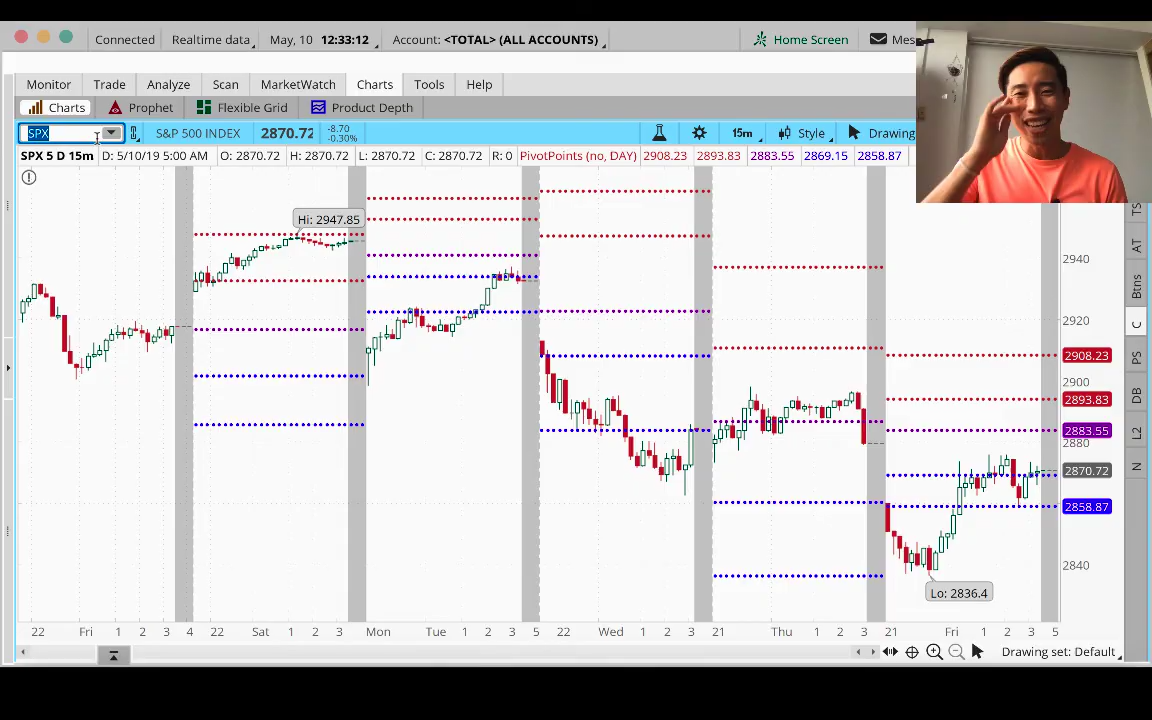 Connected Realtime data May, 10 12:33:12 Account: <TOTAL> (ALL ACCOUNTS) Home Screen
Monitor Trade Analyze Scan MarketWatch Charts Tools Help
Charts Prophet Flexible Grid Product Depth
SPX S&P 500 INDEX 2870.72 -8.70 -0.30% 15m Style Drawing
SPX 5 D 15m D: 5/10/19 5:00 AM O: 2870.72 H: 2870.72 L: 2870.72 C: 2870.72 R: 0 PivotPoints (no, DAY) 2908.23 2893.83 2883.55 2869.15 2858.87
Hi: 2947.85
Lo: 2836.4
2940
2920
2908.23
2900
2893.83
2883.55
2880
2870.72
2858.87
2840
TS
AT
Btns
C
PS
DB
L2
N
22 Fri 1 2 3 4 22 Sat 1 2 3 Mon Tue 1 2 3 5 22 Wed 1 2 3 21 Thu 1 2 3 21 Fri 1 2 3 5
Drawing set: Default